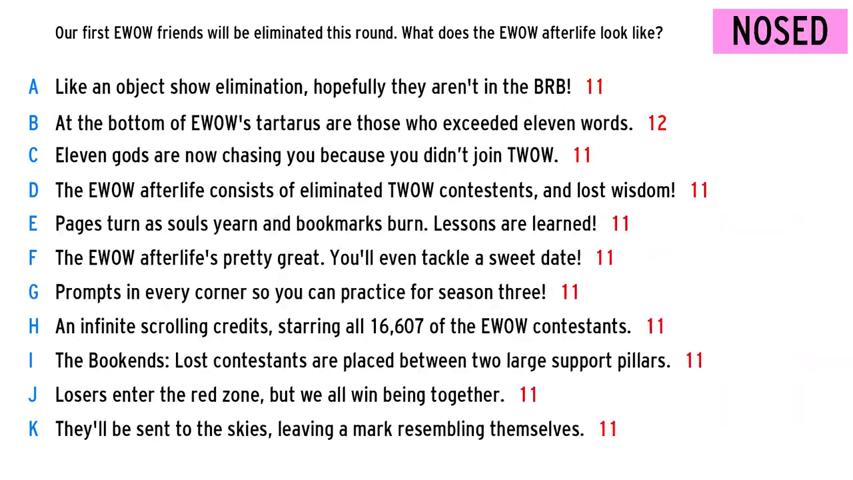 Our first EWOW friends will be eliminated this round. What does the EWOW afterlife look like?
NOSED
A Like an object show elimination, hopefully they aren't in the BRB! 11
B At the bottom of EWOW's tartarus are those who exceeded eleven words. 12
C Eleven gods are now chasing you because you didn’t join TWOW. 11
D The EWOW afterlife consists of eliminated TWOW contestents, and lost wisdom! 11
E Pages turn as souls yearn and bookmarks burn. Lessons are learned! 11
F The EWOW afterlife's pretty great. You'll even tackle a sweet date! 11
G Prompts in every corner so you can practice for season three! 11
H An infinite scrolling credits, starring all 16,607 of the EWOW contestants. 11
I The Bookends: Lost contestants are placed between two large support pillars. 11
J Losers enter the red zone, but we all win being together. 11
K They'll be sent to the skies, leaving a mark resembling themselves. 11